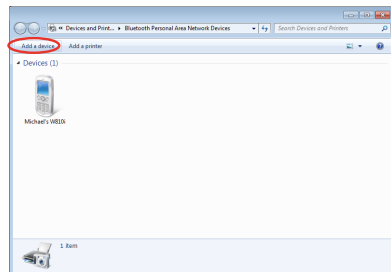 « Devices and Print... ▸ Bluetooth Personal Area Network Devices
Search Devices and Printers
Add a device
Add a printer
Devices (1)
Michael's W810i
1 item